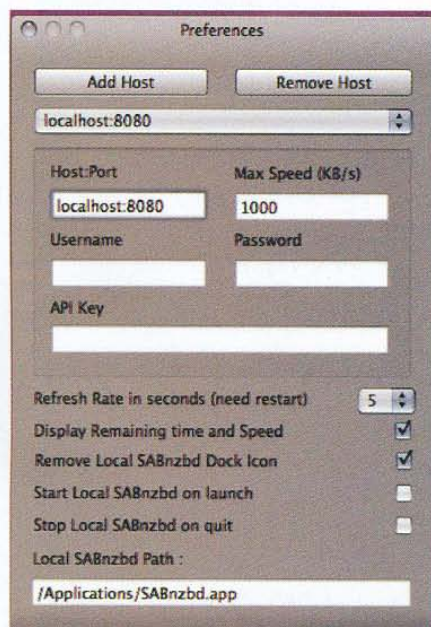 Preferences
Add Host Remove Host
localhost:8080
Host:Port Max Speed (KB/s)
localhost:8080 1000
Username Password
API Key
Refresh Rate in seconds (need restart) 5
Display Remaining time and Speed
Remove Local SABnzbd Dock Icon
Start Local SABnzbd on launch
Stop Local SABnzbd on quit
Local SABnzbd Path :
/Applications/SABnzbd.app